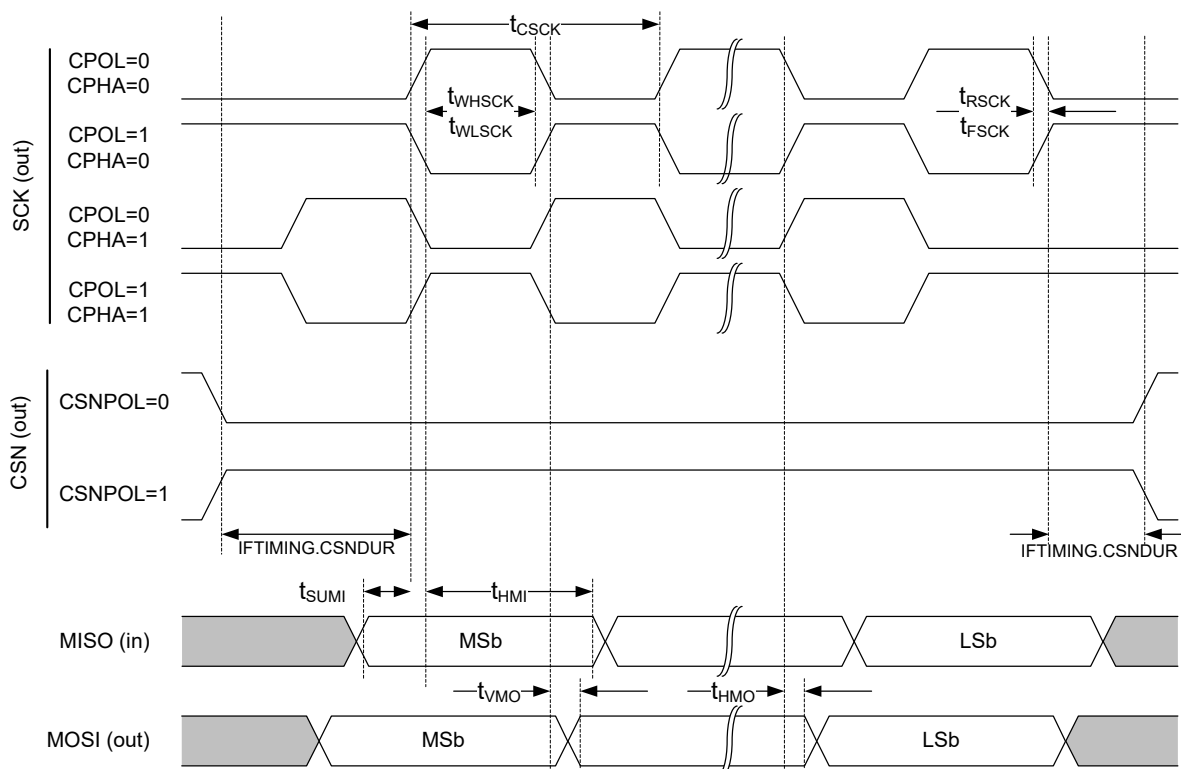 tCSCK
SCK (out)
CPOL=0
CPHA=0
tWHSCK
tWLSCK
tRSCK
tFSCK
CPOL=1
CPHA=0
CPOL=0
CPHA=1
CPOL=1
CPHA=1
CSN (out)
CSNPOL=0
CSNPOL=1
IFTIMING.CSNDUR
IFTIMING.CSNDUR
tSUMI
tHMI
MISO (in)
MSb
LSb
tVMO
tHMO
MOSI (out)
MSb
LSb